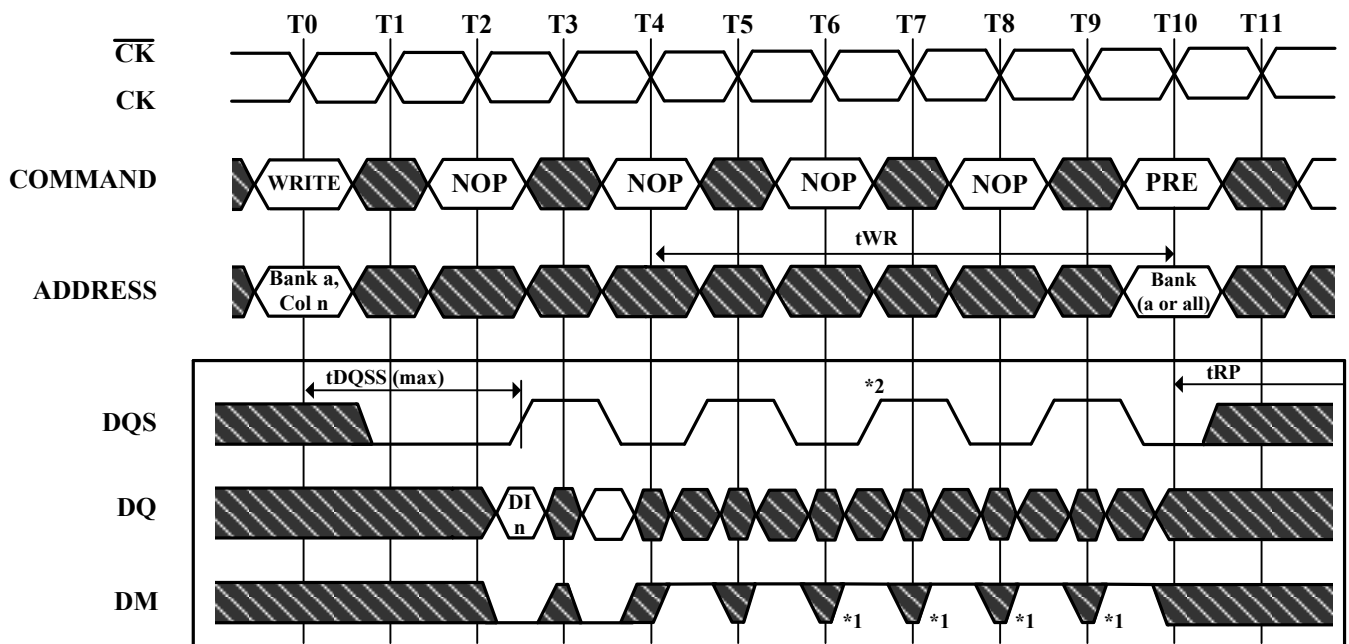 T0 T1 T2 T3 T4 T5 T6 T7 T8 T9 T10 T11
CK
CK
COMMAND WRITE NOP NOP NOP NOP PRE
tWR
ADDRESS Bank a, Col n Bank (a or all)
tDQSS (max) *2 tRP
DQS
DQ DI n
DM *1 *1 *1 *1